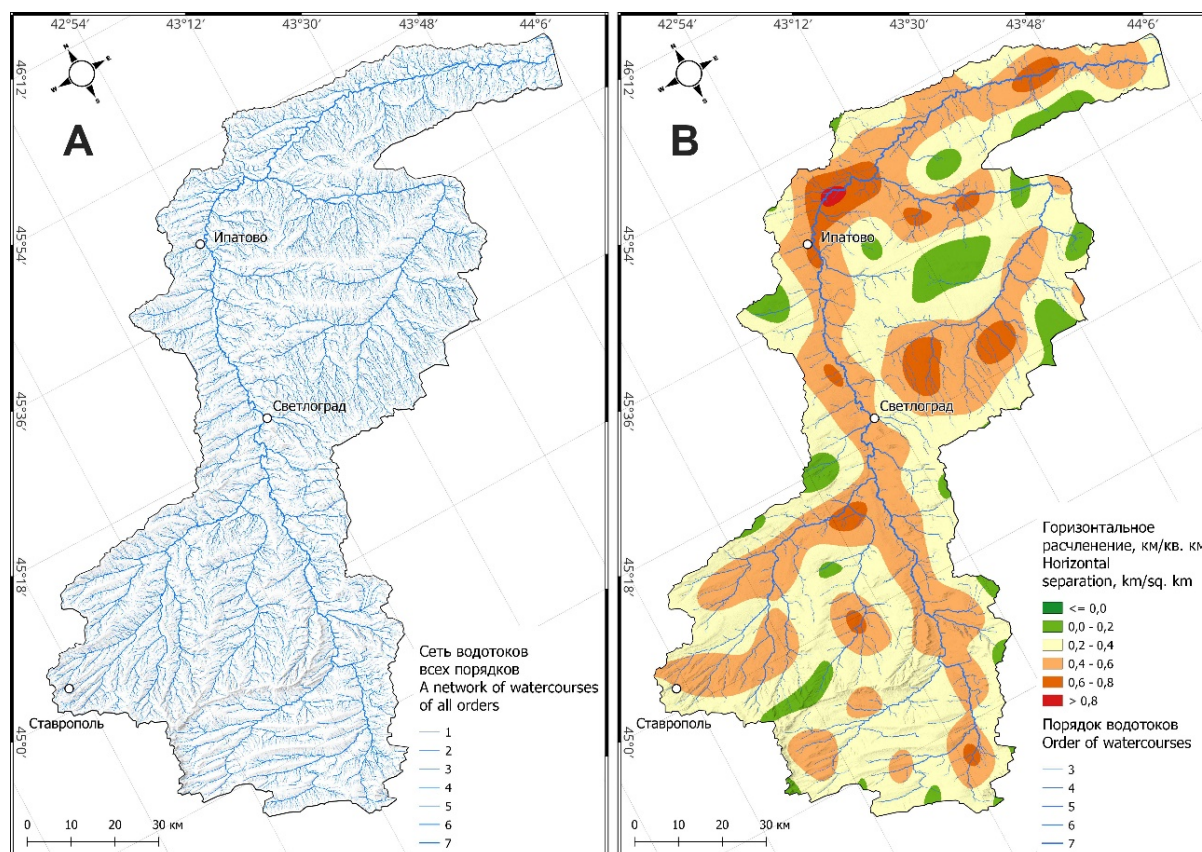 42°54' 43°12' 43°30' 43°48' 44°6'
46°12'
45°54'
45°36'
45°18'
45°0'
N
E
S
W
A
Ипатово
Светлоград
Ставрополь
Сеть водотоков
всех порядков
A network of watercourses
of all orders
1
2
3
4
5
6
7
0 10 20 30 км
42°54' 43°12' 43°30' 43°48' 44°6'
46°12'
45°54'
45°36'
45°18'
45°0'
N
E
S
W
B
Ипатово
Светлоград
Ставрополь
Горизонтальное
расчленение, км/кв. км
Horizontal
separation, km/sq. km
<= 0,0
0,0 - 0,2
0,2 - 0,4
0,4 - 0,6
0,6 - 0,8
> 0,8
Порядок водотоков
Order of watercourses
3
4
5
6
7
0 10 20 30 км